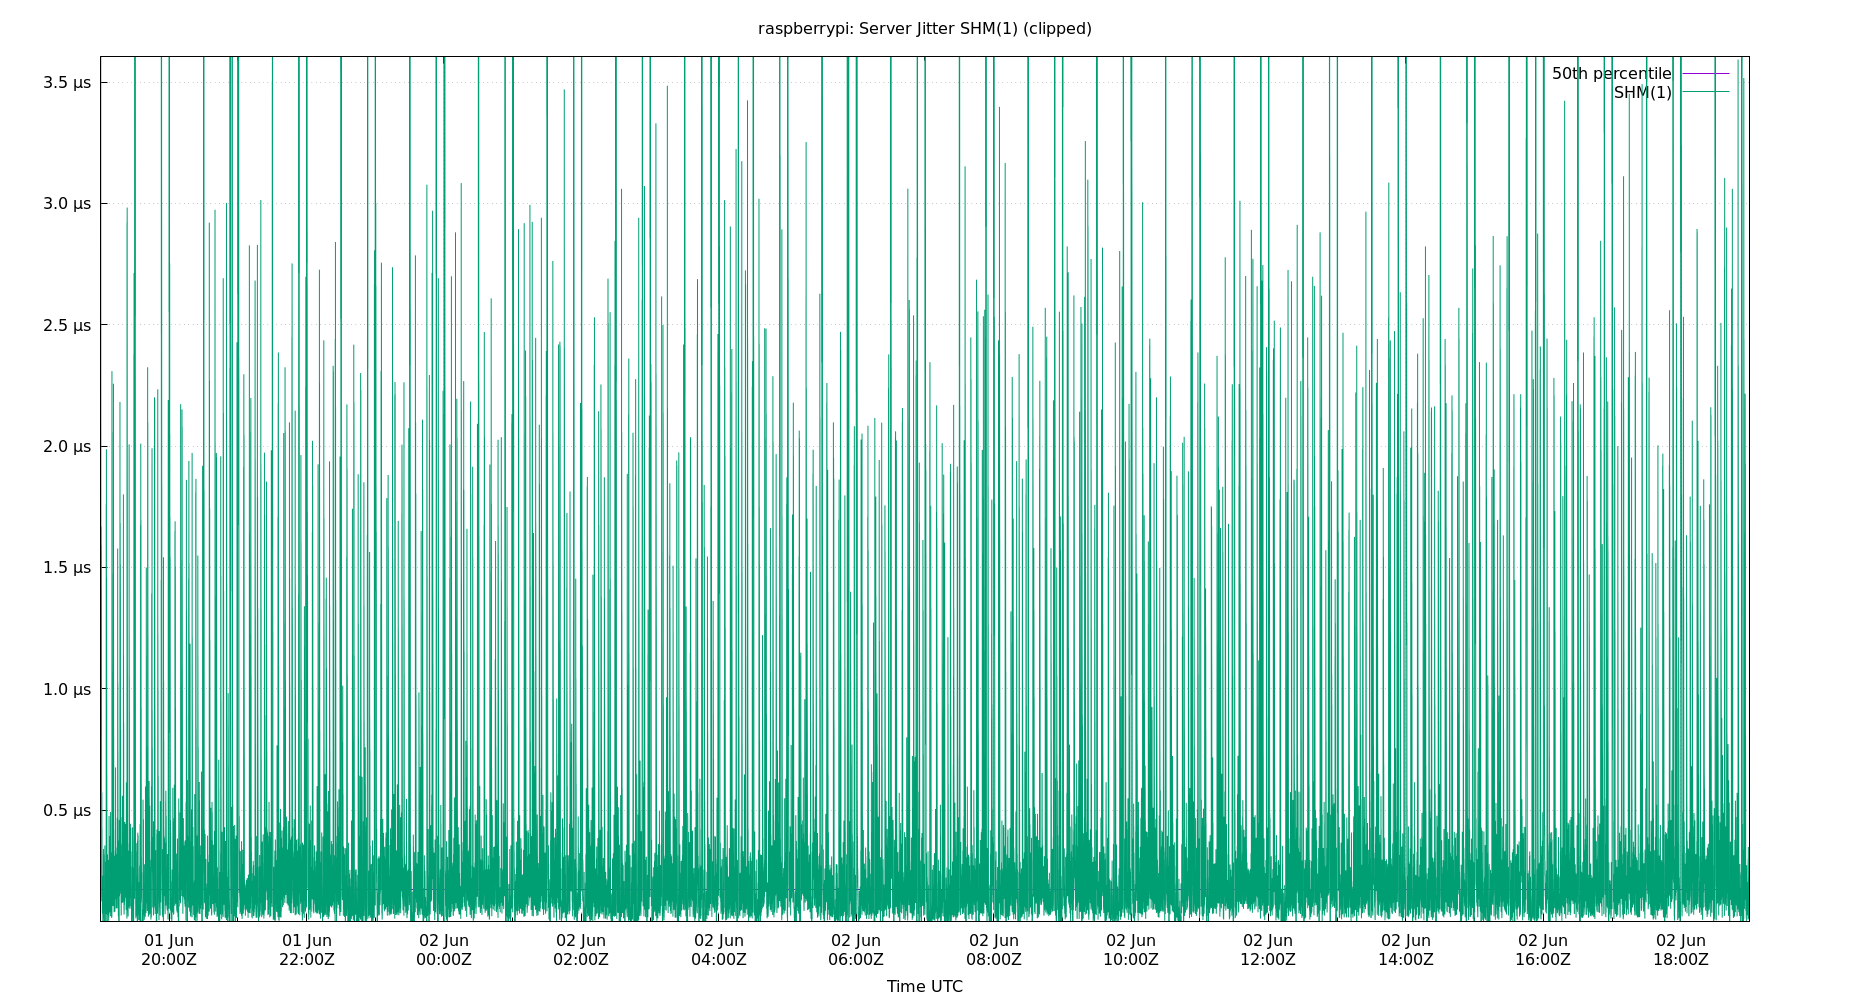 raspberrypi: Server Jitter SHM(1) (clipped)
3.5 µs
3.0 µs
2.5 µs
2.0 µs
1.5 µs
1.0 µs
0.5 µs
50th percentile
SHM(1)
01 Jun 01 Jun 02 Jun 02 Jun 02 Jun 02 Jun 02 Jun 02 Jun 02 Jun 02 Jun 02 Jun 02 Jun
20:00Z 22:00Z 00:00Z 02:00Z 04:00Z 06:00Z 08:00Z 10:00Z 12:00Z 14:00Z 16:00Z 18:00Z
Time UTC